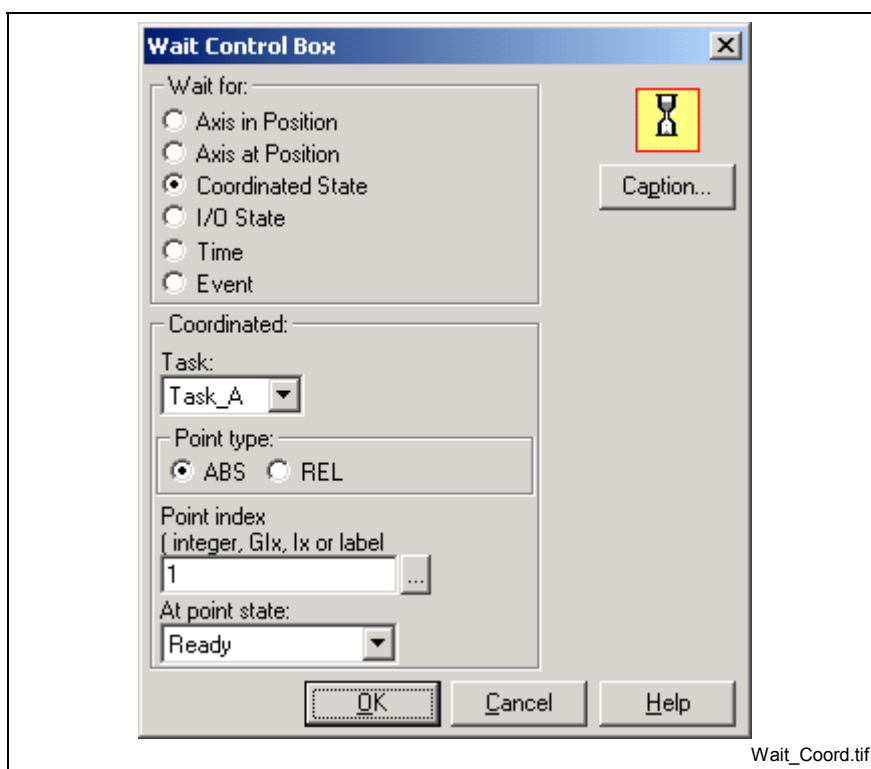 Wait Control Box
Wait for:
Axis in Position
Axis at Position
Coordinated State
I/O State
Time
Event
Caption...
Coordinated:
Task:
Task_A
Point type:
ABS REL
Point index
( integer, GIx, Ix or label
1 ...
At point state:
Ready
OK Cancel Help
Wait_Coord.tif